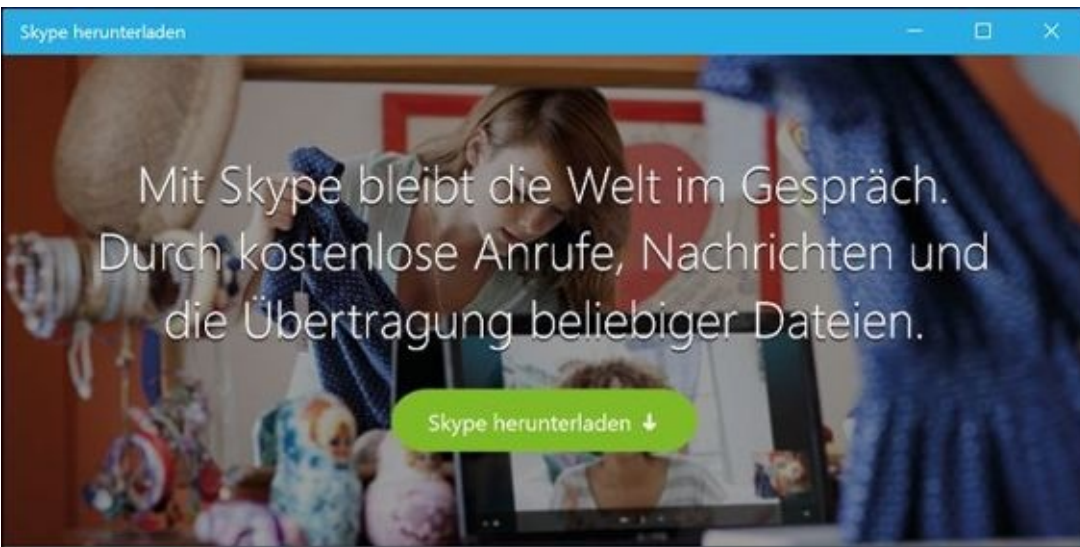 Skype herunterladen
Mit Skype bleibt die Welt im Gespräch.
Durch kostenlose Anrufe, Nachrichten und
die Übertragung beliebiger Dateien.
Skype herunterladen